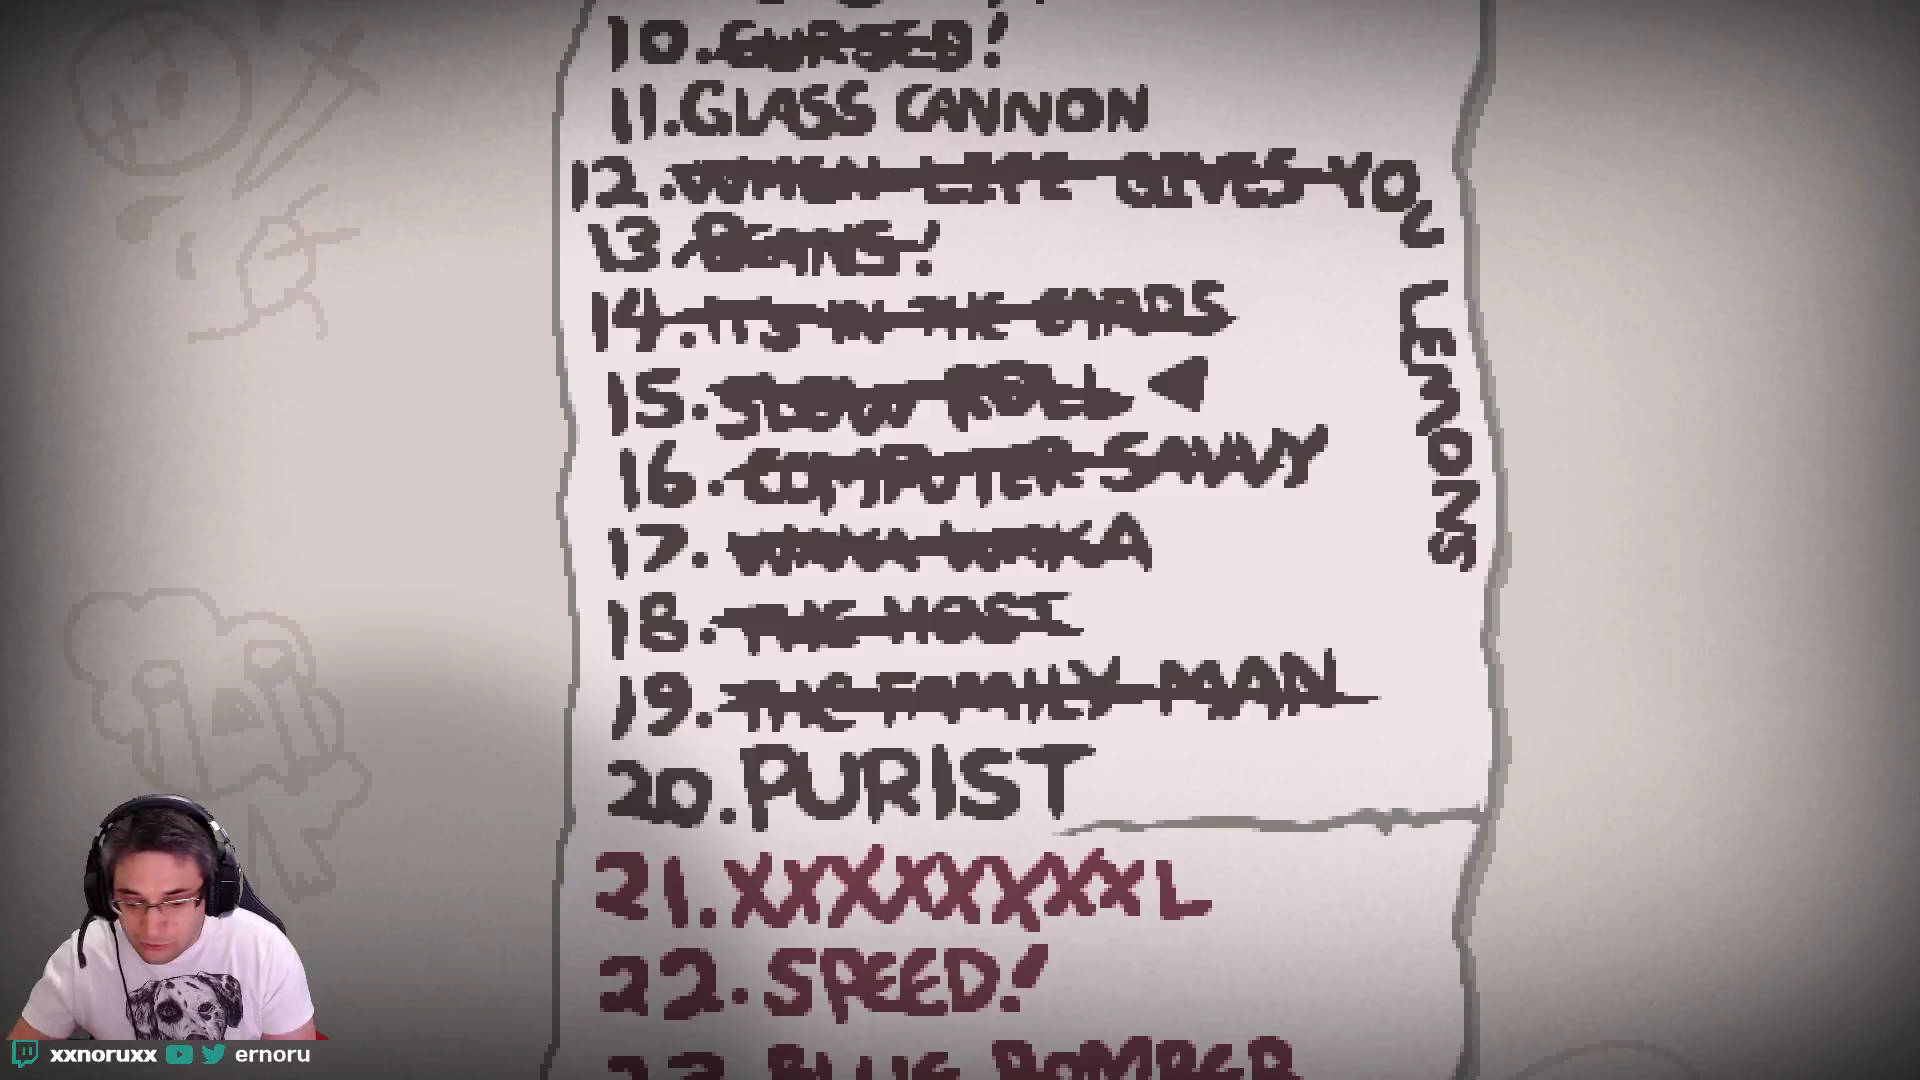 10. CURSED!
11. GLASS CANNON
12. WHEN LIFE GIVES YOU LEMONS
13. BEANS!
14. ITS IN THE CARDS
15. SLOW ROLL
16. COMPUTER SAVVY
17. WAKA WAKA
18. THE HOST
19. THE FAMILY MAN
20. PURIST
21. XXXXXXXXL
22. SPEED!
23. BLUE BOMBER
xxnoruxx ernoru